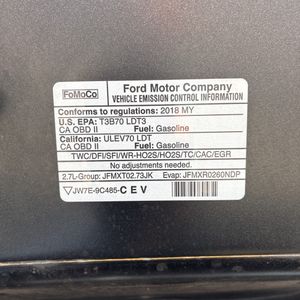 FoMoCo
Ford Motor Company
VEHICLE EMISSION CONTROL INFORMATION
Conforms to regulations: 2018 MY
U.S. EPA: T3B70 LDT3
CA OBD II Fuel: Gasoline
California: ULEV70 LDT
CA OBD II Fuel: Gasoline
TWC/DFI/SFI/WR-HO2S/HO2S/TC/CAC/EGR
No adjustments needed.
2.7L-Group: JFMXT02.73JK Evap: JFMXR0260NDP
JW7E-9C485-C E V